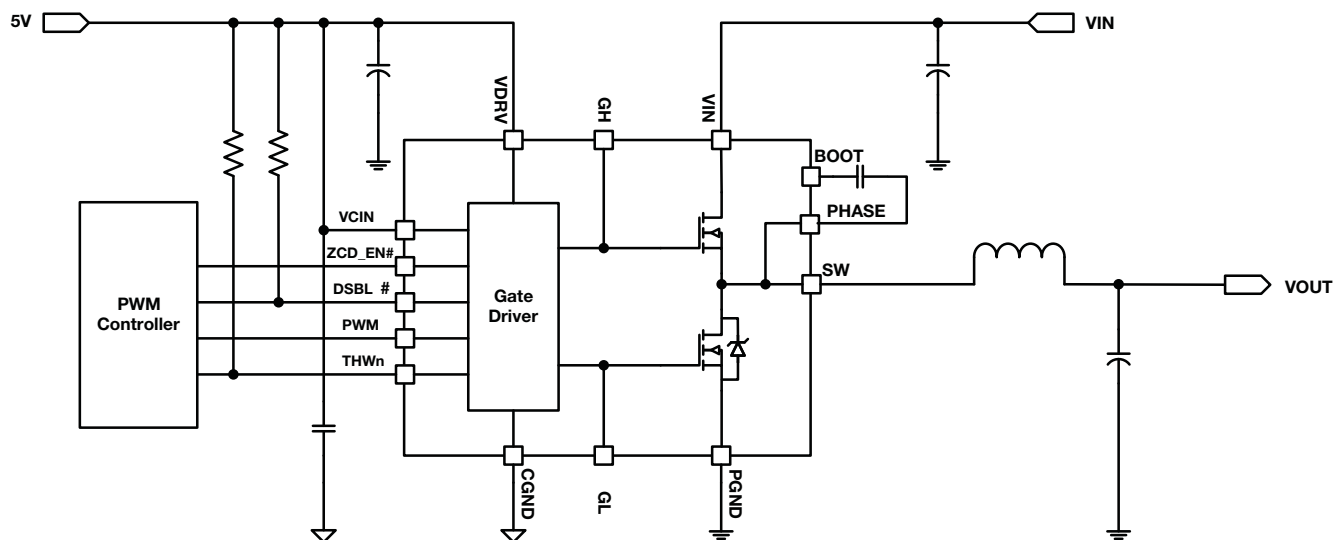 5V
VIN
VDRV
GH
VIN
BOOT
PHASE
VCIN
ZCD_EN#
DSBL #
PWM
THWn
PWM
Controller
Gate
Driver
SW
VOUT
CGND
GL
PGND